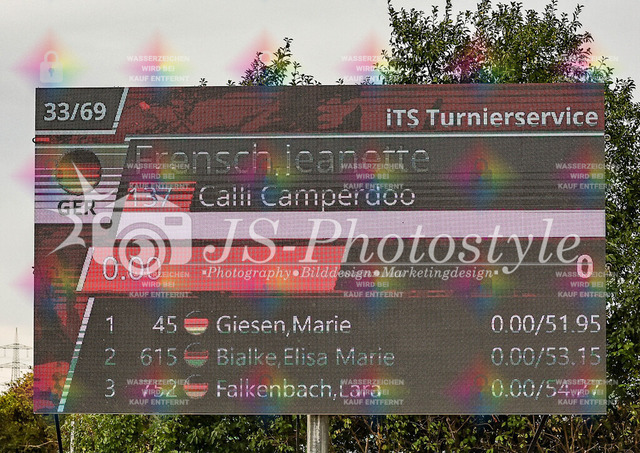 33/69 iTS Turnierservice
Jeanette
GER 157 Calli Camperdoo
JS-Photostyle
•Photography•Bilddesign•Marketingdesign•
0.00 0
1 45 Giesen,Marie 0.00/51.95
2 615 Bialke,Elisa Marie 0.00/53.15
3 752 Falkenbach,Lara
WASSERZEICHEN
WIRD BEI
KAUF ENTFERNT